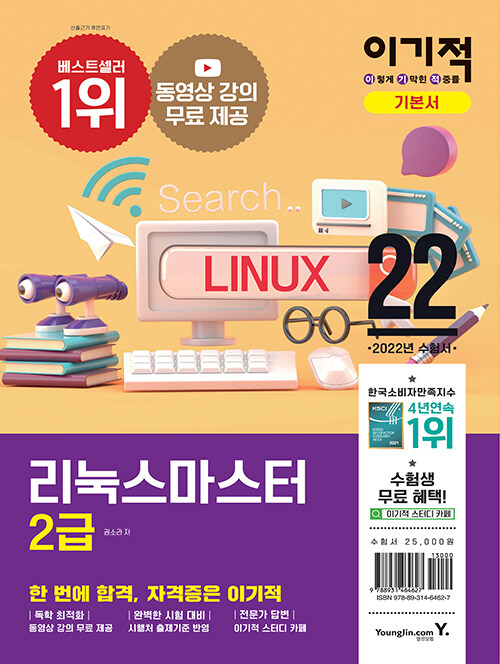 산출근거 후면표기
베스트셀러
1위
동영상 강의
무료 제공
이기적
이렇게 기막힌 적중률
기본서
Search..
LINUX
22
·2022년 수험서·
한국소비자만족지수
KSCI
4년연속
1위
2021
수험생
무료 혜택!
이기적 스터디 카페
수험서 25,000원
13000
9 788931 464627
ISBN 978-89-314-6462-7
YoungJin.com Y.
영진닷컴
리눅스마스터
2급
권소라 저
한 번에 합격, 자격증은 이기적
| 독학 최적화 |
동영상 강의 무료 제공
| 완벽한 시험 대비 |
시행처 출제기준 반영
| 전문가 답변 |
이기적 스터디 카페